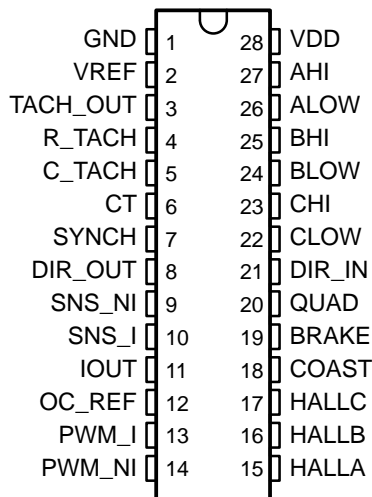 GND 1 28 VDD
VREF 2 27 AHI
TACH_OUT 3 26 ALOW
R_TACH 4 25 BHI
C_TACH 5 24 BLOW
CT 6 23 CHI
SYNCH 7 22 CLOW
DIR_OUT 8 21 DIR_IN
SNS_NI 9 20 QUAD
SNS_I 10 19 BRAKE
IOUT 11 18 COAST
OC_REF 12 17 HALLC
PWM_I 13 16 HALLB
PWM_NI 14 15 HALLA